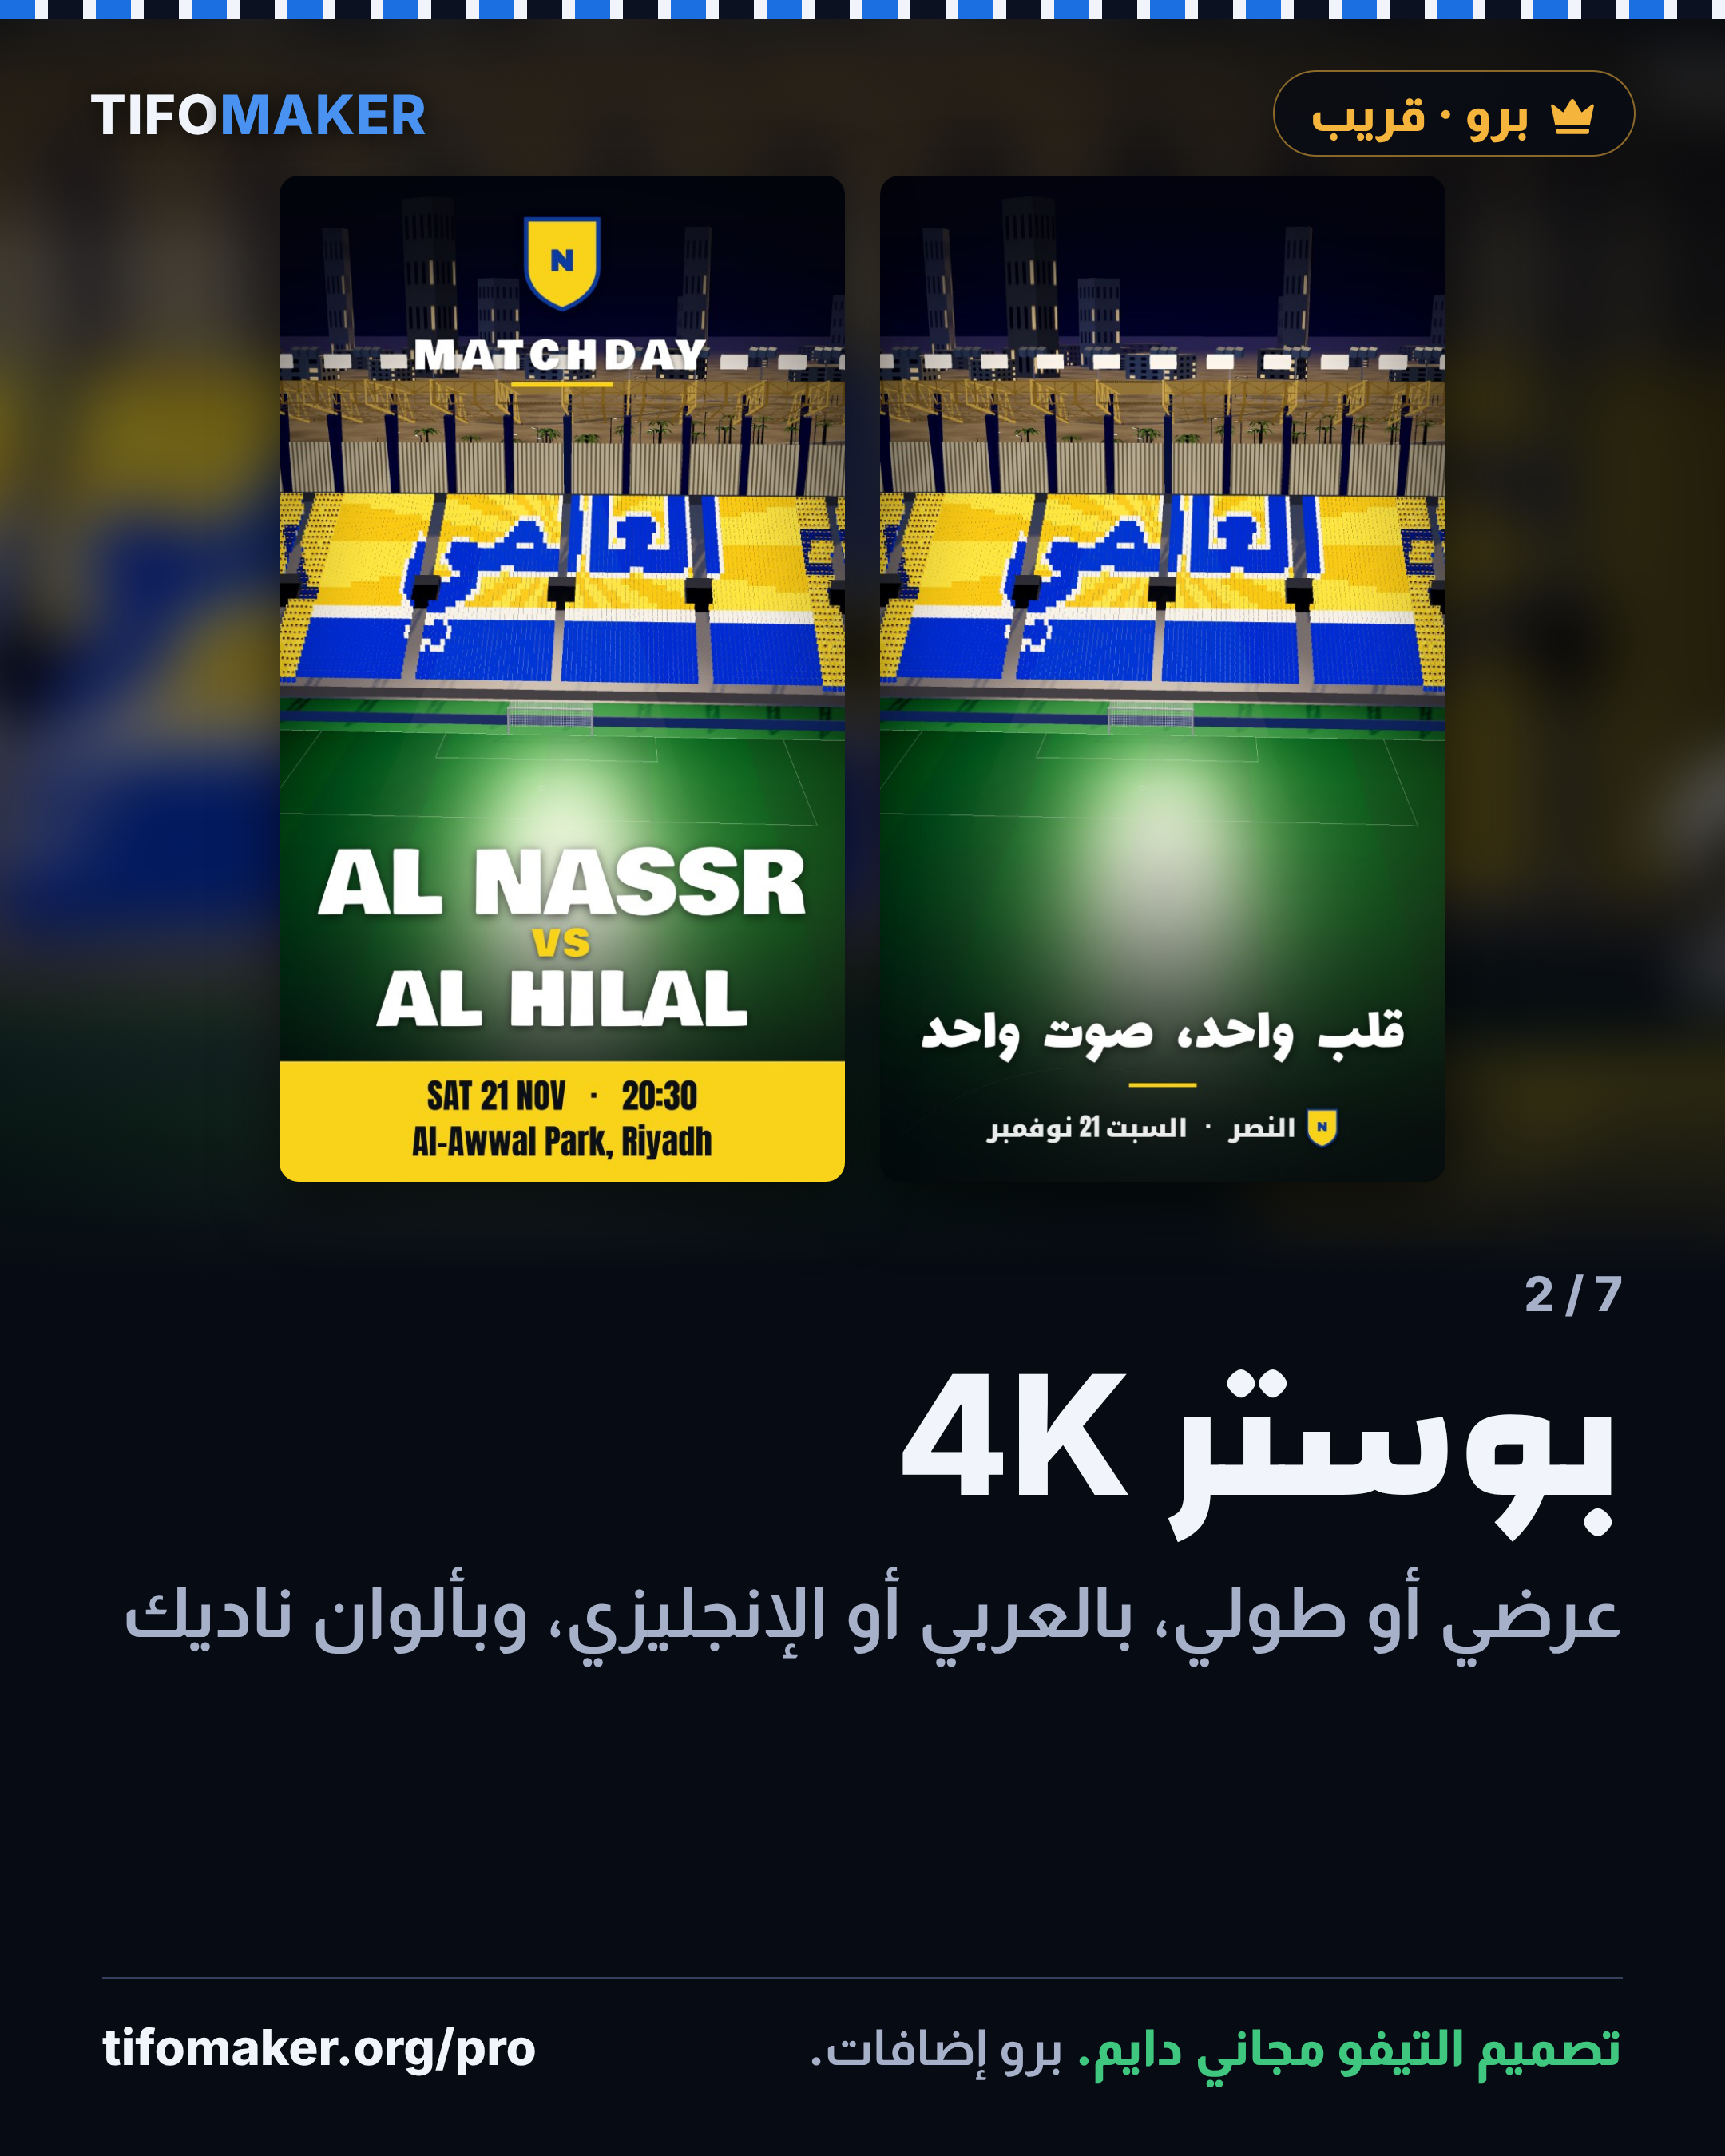 TIFOMAKER
برو · قريب
N
MATCHDAY
العالمي
AL NASSR
VS
AL HILAL
SAT 21 NOV · 20:30
Al-Awwal Park, Riyadh
العالمي
قلب واحد، صوت واحد
النصر · السبت 21 نوفمبر
N
2 / 7
بوستر 4K
عرضي أو طولي، بالعربي أو الإنجليزي، وبألوان ناديك
تصميم التيفو مجاني دايم. برو إضافات.
tifomaker.org/pro